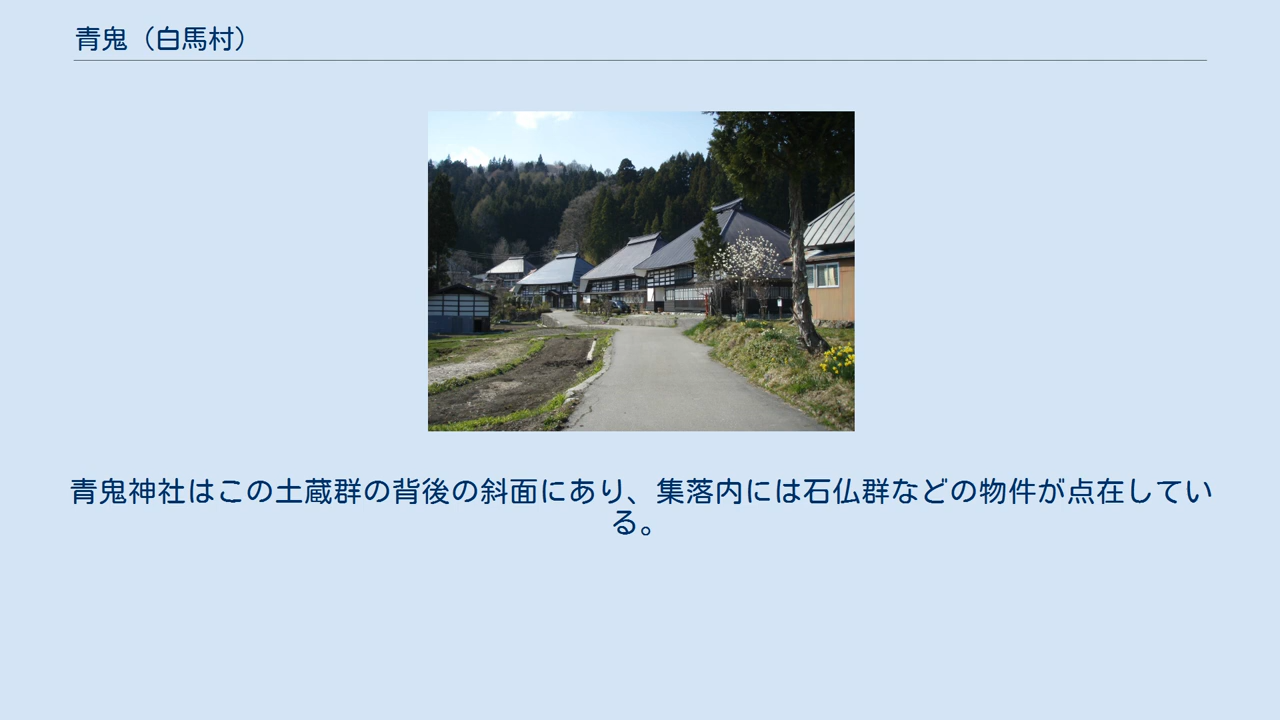 青鬼（白馬村）
青鬼神社はこの土蔵群の背後の斜面にあり、集落内には石仏群などの物件が点在してい
る。